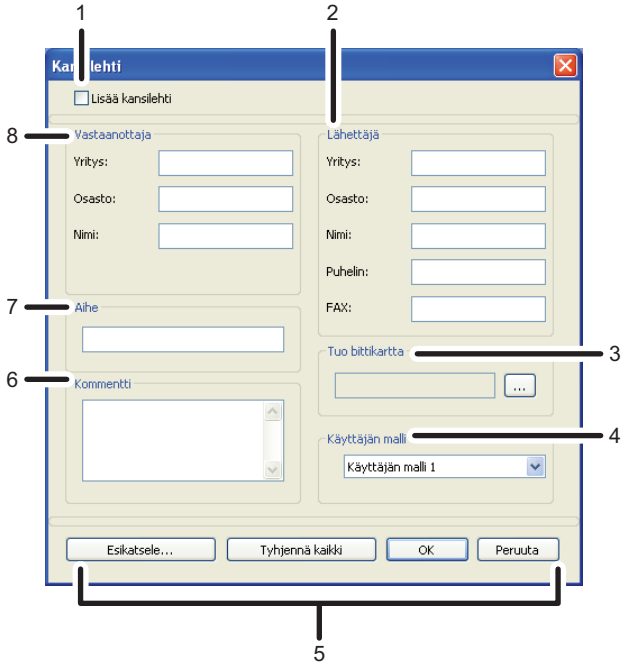 1
2
Kansilehti
Lisää kansilehti
8
Vastaanottaja
Yritys:
Osasto:
Nimi:
Lähettäjä
Yritys:
Osasto:
Nimi:
Puhelin:
FAX:
7
Aihe
Tuo bittikartta
3
...
6
Kommentti
Käyttäjän malli
4
Käyttäjän malli 1
Esikatsele...
Tyhjennä kaikki
OK
Peruuta
5